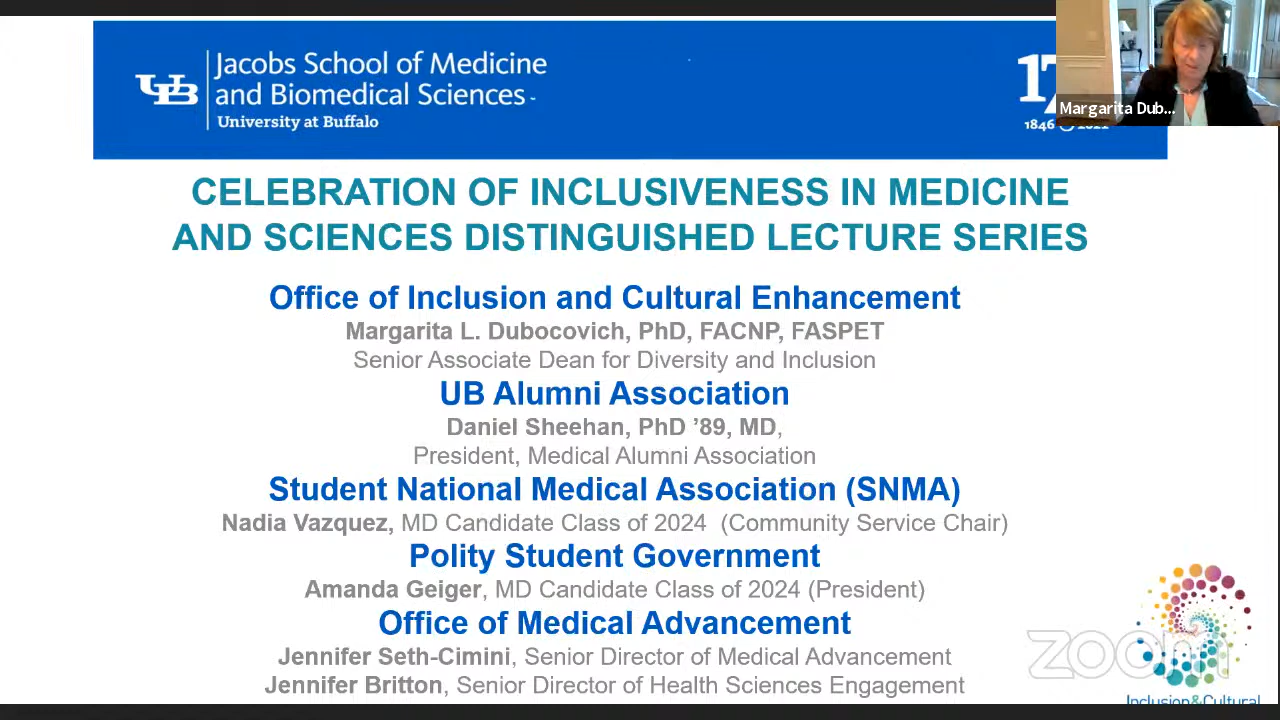 UB
Jacobs School of Medicine
and Biomedical Sciences
University at Buffalo
Margarita Dub...
1846
CELEBRATION OF INCLUSIVENESS IN MEDICINE
AND SCIENCES DISTINGUISHED LECTURE SERIES
Office of Inclusion and Cultural Enhancement
Margarita L. Dubocovich, PhD, FACNP, FASPET
Senior Associate Dean for Diversity and Inclusion
UB Alumni Association
Daniel Sheehan, PhD ’89, MD,
President, Medical Alumni Association
Student National Medical Association (SNMA)
Nadia Vazquez, MD Candidate Class of 2024 (Community Service Chair)
Polity Student Government
Amanda Geiger, MD Candidate Class of 2024 (President)
Office of Medical Advancement
Jennifer Seth-Cimini, Senior Director of Medical Advancement
Jennifer Britton, Senior Director of Health Sciences Engagement
zoom
Inclusion&Cultural